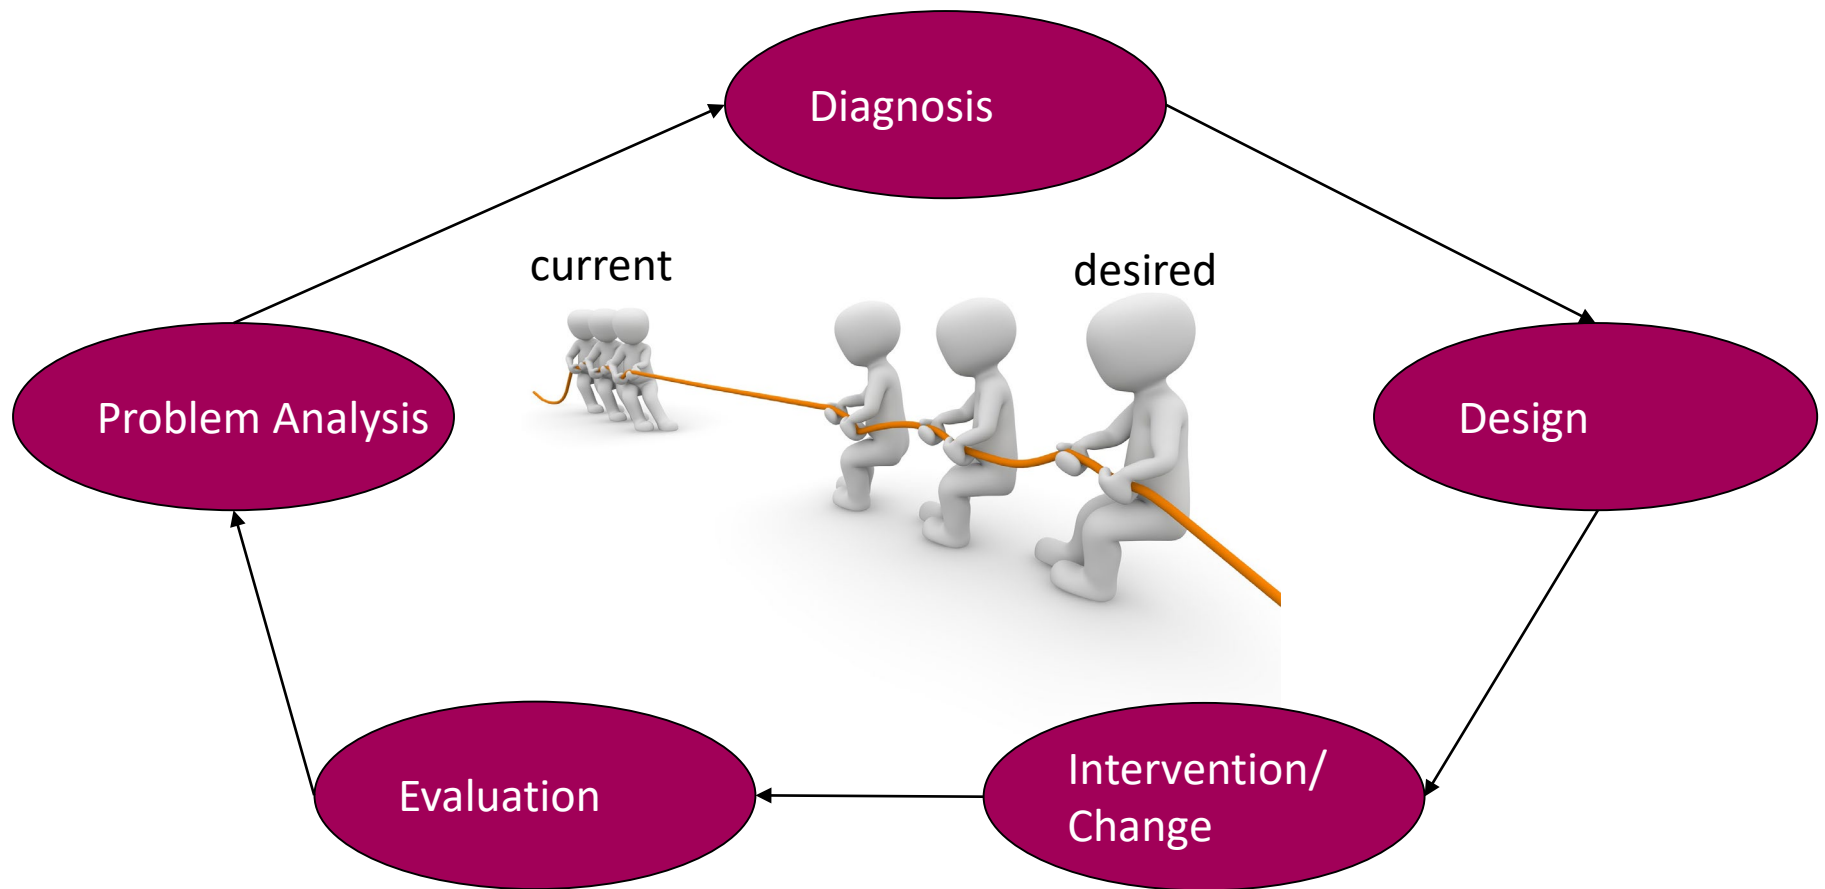 Diagnosis
current
desired
Problem Analysis
Design
Intervention/
Change
Evaluation